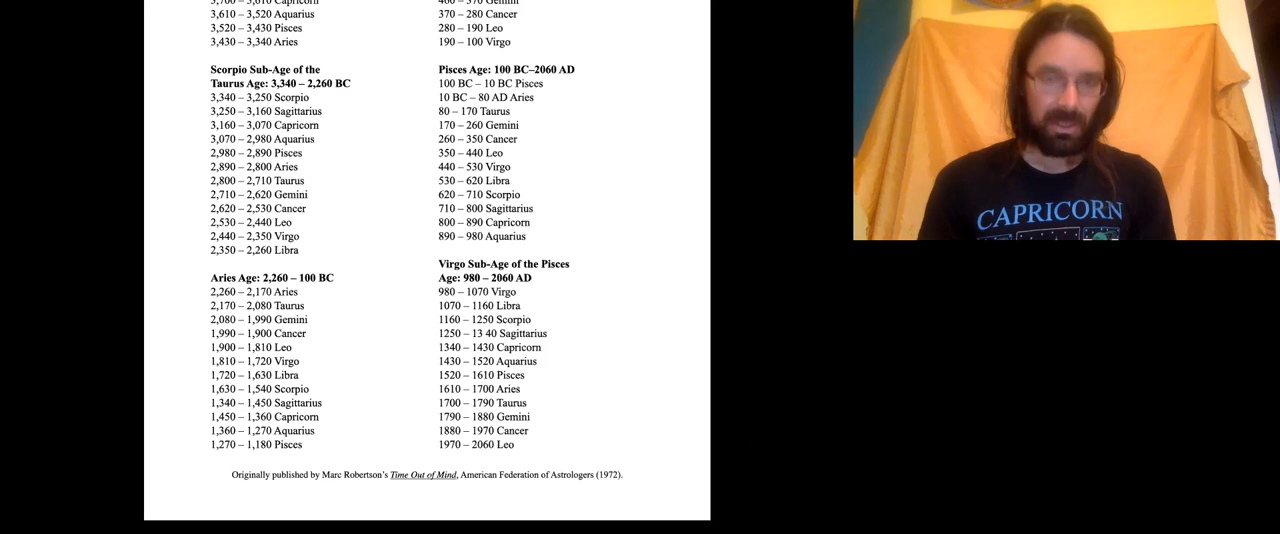 3,700 – 3,610 Capricorn
3,610 – 3,520 Aquarius
3,520 – 3,430 Pisces
3,430 – 3,340 Aries
Scorpio Sub-Age of the
Taurus Age: 3,340 – 2,260 BC
3,340 – 3,250 Scorpio
3,250 – 3,160 Sagittarius
3,160 – 3,070 Capricorn
3,070 – 2,980 Aquarius
2,980 – 2,890 Pisces
2,890 – 2,800 Aries
2,800 – 2,710 Taurus
2,710 – 2,620 Gemini
2,620 – 2,530 Cancer
2,530 – 2,440 Leo
2,440 – 2,350 Virgo
2,350 – 2,260 Libra
Aries Age: 2,260 – 100 BC
2,260 – 2,170 Aries
2,170 – 2,080 Taurus
2,080 – 1,990 Gemini
1,990 – 1,900 Cancer
1,900 – 1,810 Leo
1,810 – 1,720 Virgo
1,720 – 1,630 Libra
1,630 – 1,540 Scorpio
1,340 – 1,450 Sagittarius
1,450 – 1,360 Capricorn
1,360 – 1,270 Aquarius
1,270 – 1,180 Pisces
460 – 370 Gemini
370 – 280 Cancer
280 – 190 Leo
190 – 100 Virgo
Pisces Age: 100 BC–2060 AD
100 BC – 10 BC Pisces
10 BC – 80 AD Aries
80 – 170 Taurus
170 – 260 Gemini
260 – 350 Cancer
350 – 440 Leo
440 – 530 Virgo
530 – 620 Libra
620 – 710 Scorpio
710 – 800 Sagittarius
800 – 890 Capricorn
890 – 980 Aquarius
Virgo Sub-Age of the Pisces
Age: 980 – 2060 AD
980 – 1070 Virgo
1070 – 1160 Libra
1160 – 1250 Scorpio
1250 – 13 40 Sagittarius
1340 – 1430 Capricorn
1430 – 1520 Aquarius
1520 – 1610 Pisces
1610 – 1700 Aries
1700 – 1790 Taurus
1790 – 1880 Gemini
1880 – 1970 Cancer
1970 – 2060 Leo
Originally published by Marc Robertson's Time Out of Mind, American Federation of Astrologers (1972).
CAPRICORN